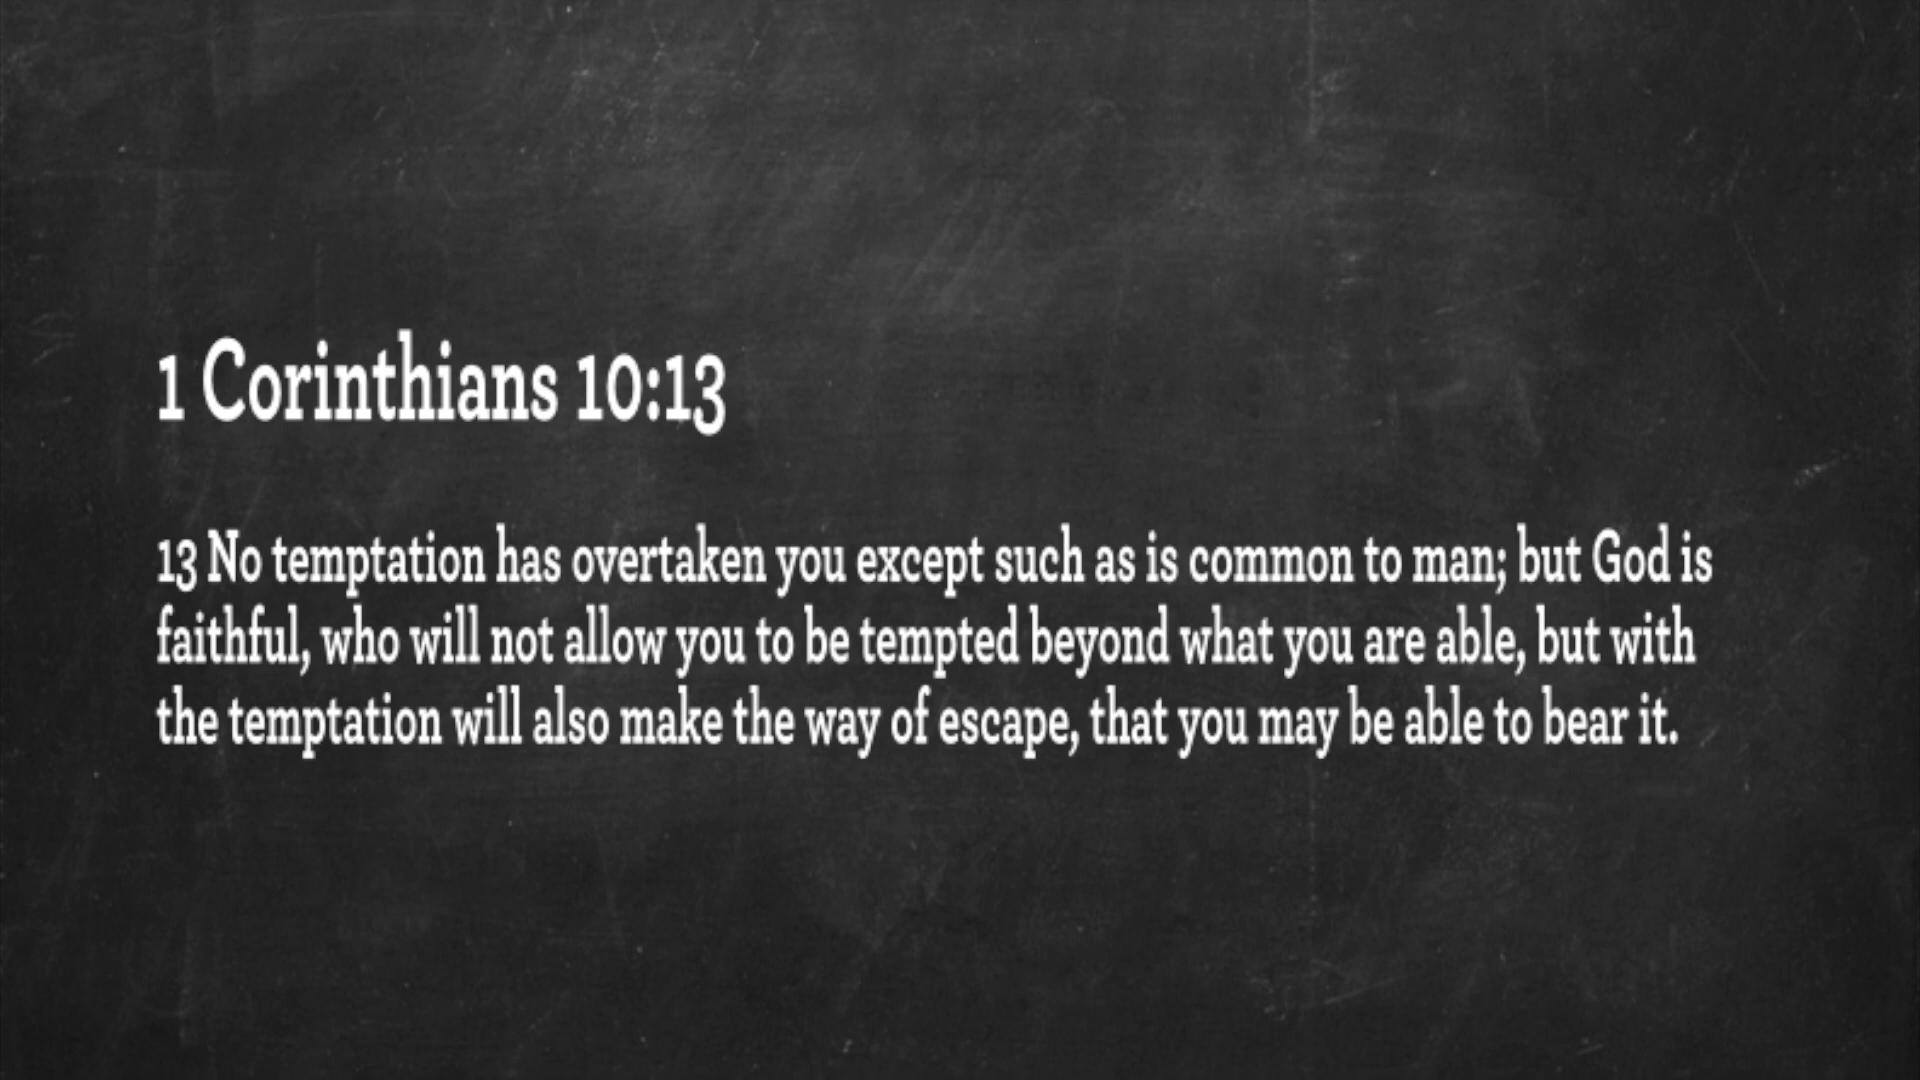 1 Corinthians 10:13
13 No temptation has overtaken you except such as is common to man; but God is
faithful, who will not allow you to be tempted beyond what you are able, but with
the temptation will also make the way of escape, that you may be able to bear it.